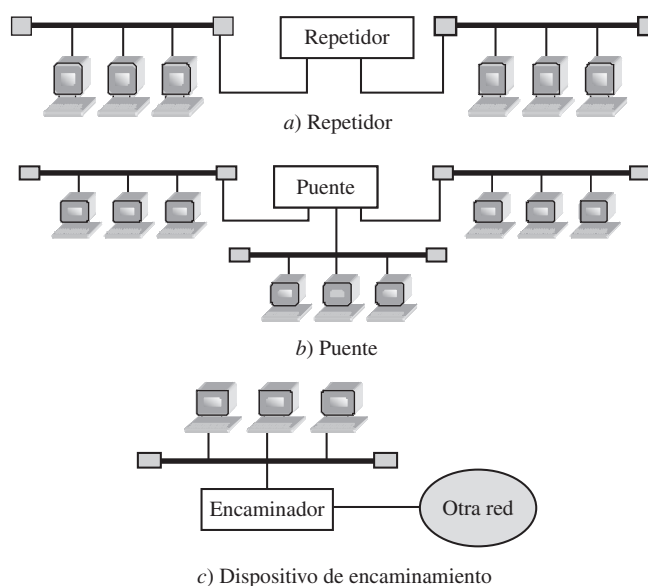 Repetidor
a) Repetidor
Puente
b) Puente
Encaminador
Otra red
c) Dispositivo de encaminamiento